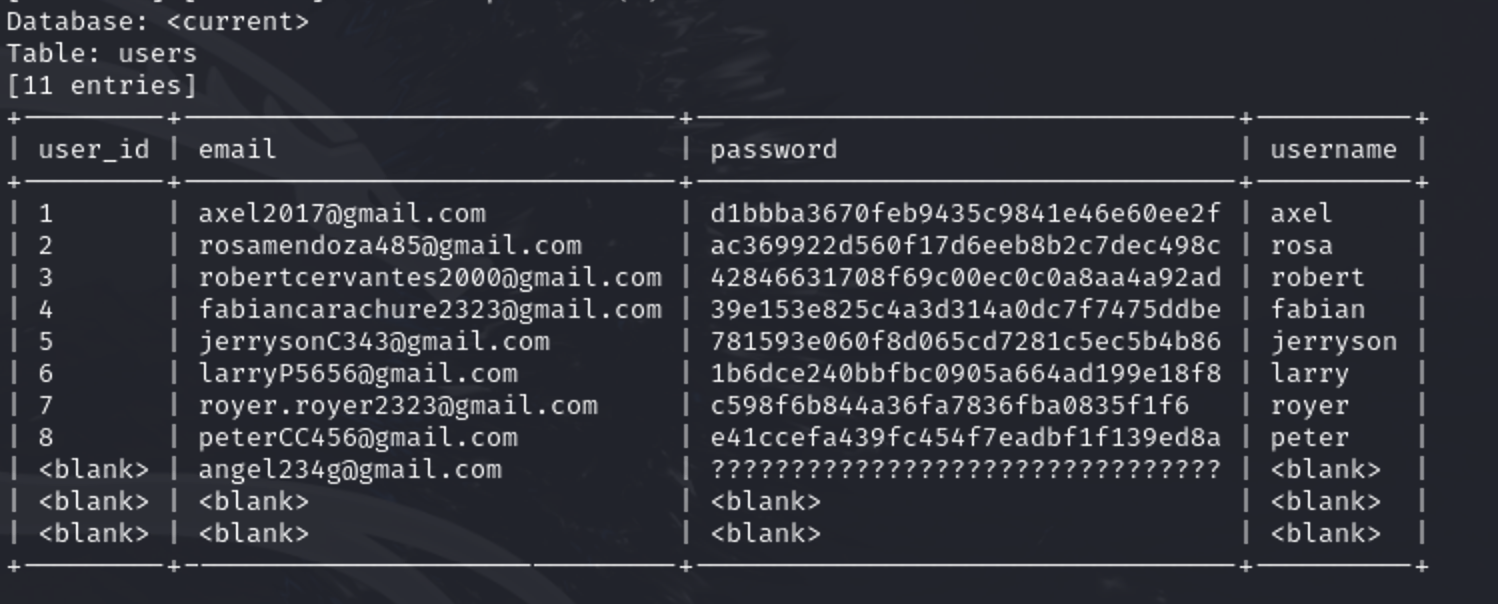 Database: <current>
Table: users
[11 entries]
| user_id | email | password | username |
| 1 | axel2017@gmail.com | d1bbba3670feb9435c9841e46e60ee2f | axel |
| 2 | rosamendoza485@gmail.com | ac369922d560f17d6eeb8b2c7dec498c | rosa |
| 3 | robertcervantes2000@gmail.com | 42846631708f69c00ec0c0a8aa4a92ad | robert |
| 4 | fabiancarachure2323@gmail.com | 39e153e825c4a3d314a0dc7f7475ddbe | fabian |
| 5 | jerrysonC343@gmail.com | 781593e060f8d065cd7281c5ec5b4b86 | jerryson |
| 6 | larryP5656@gmail.com | 1b6dce240bbfbc0905a664ad199e18f8 | larry |
| 7 | royer.royer2323@gmail.com | c598f6b844a36fa7836fba0835f1f6 | royer |
| 8 | peterCC456@gmail.com | e41ccefa439fc454f7eadbf1f139ed8a | peter |
| <blank> | angel234g@gmail.com | ???????????????????????????????? | <blank> |
| <blank> | <blank> | <blank> | <blank> |
| <blank> | <blank> | <blank> | <blank> |